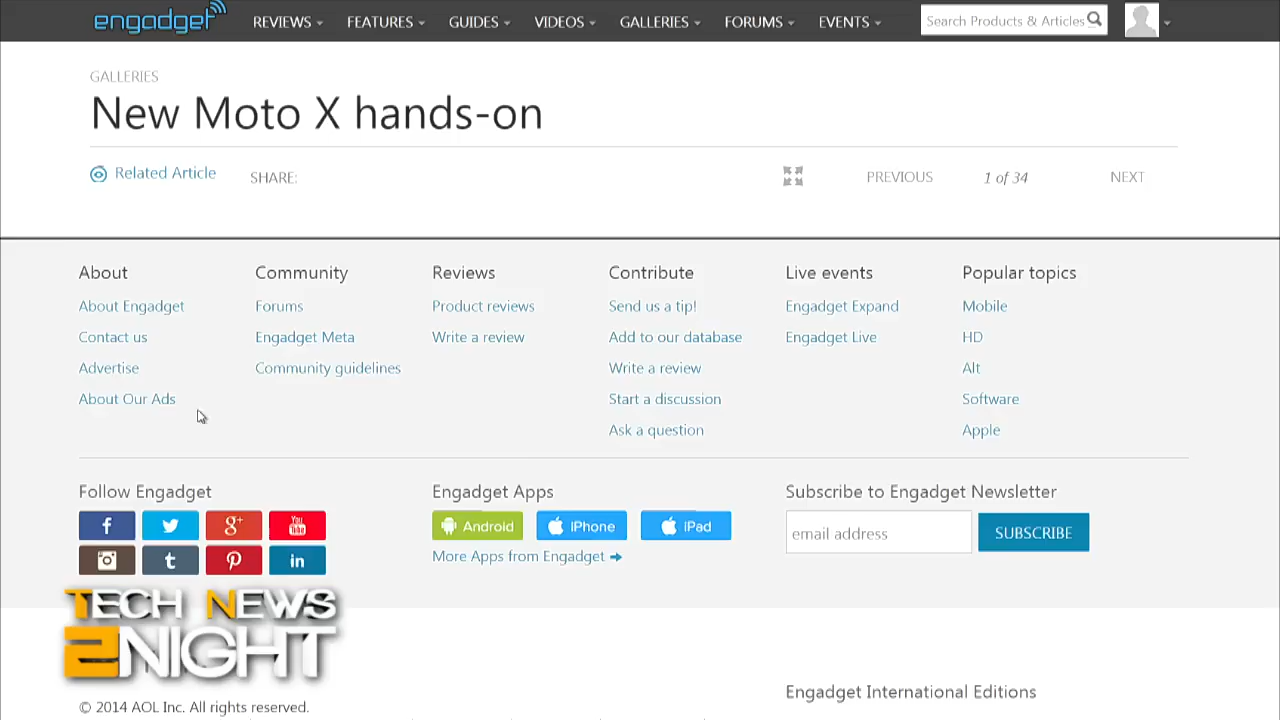 engadget REVIEWS FEATURES GUIDES VIDEOS GALLERIES FORUMS EVENTS Search Products & Articles
GALLERIES
New Moto X hands-on
Related Article SHARE: PREVIOUS 1 of 34 NEXT
About Community Reviews Contribute Live events Popular topics
About Engadget Forums Product reviews Send us a tip! Engadget Expand Mobile
Contact us Engadget Meta Write a review Add to our database Engadget Live HD
Advertise Community guidelines Write a review Alt
About Our Ads Start a discussion Software
Ask a question Apple
Follow Engadget Engadget Apps Subscribe to Engadget Newsletter
f g+ You Tube Android iPhone iPad email address SUBSCRIBE
t in More Apps from Engadget
TECH NEWS
2NIGHT
Engadget International Editions
© 2014 AOL Inc. All rights reserved.